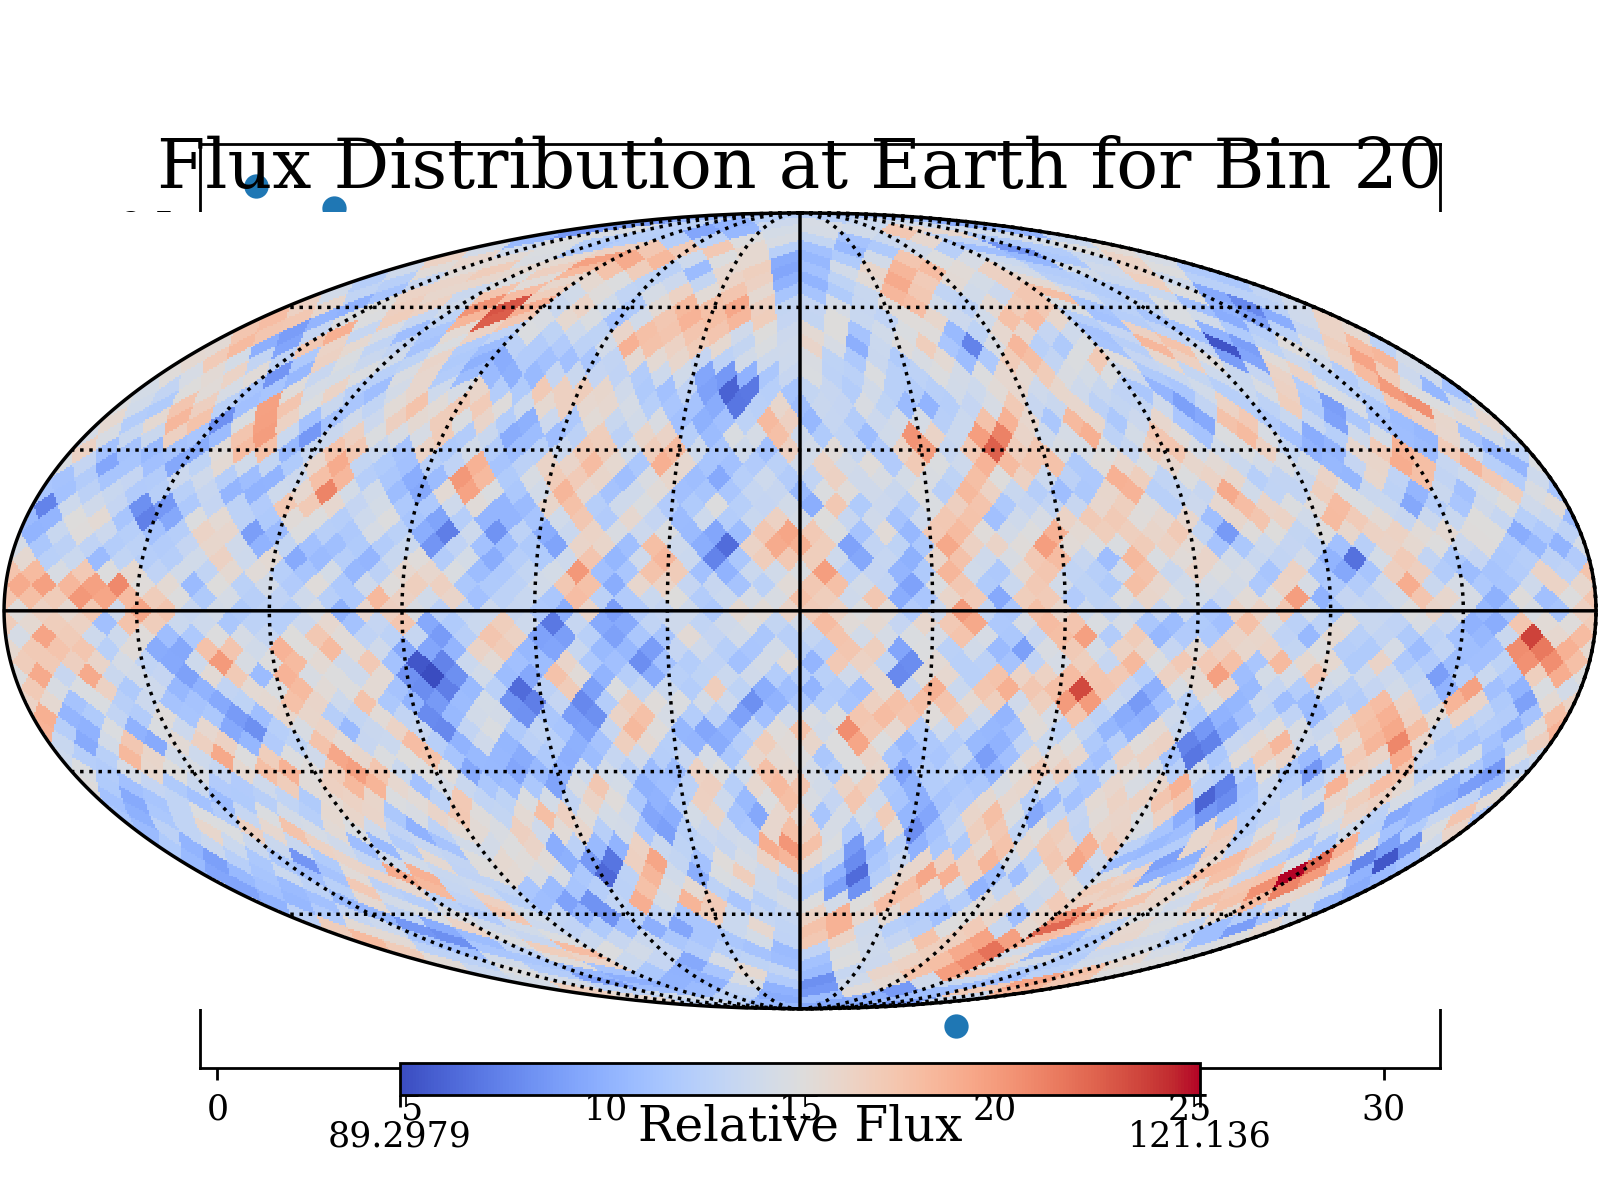 Flux Distribution at Earth for Bin 20
0 5 10 15 20 25 30
Relative Flux
89.2979 121.136